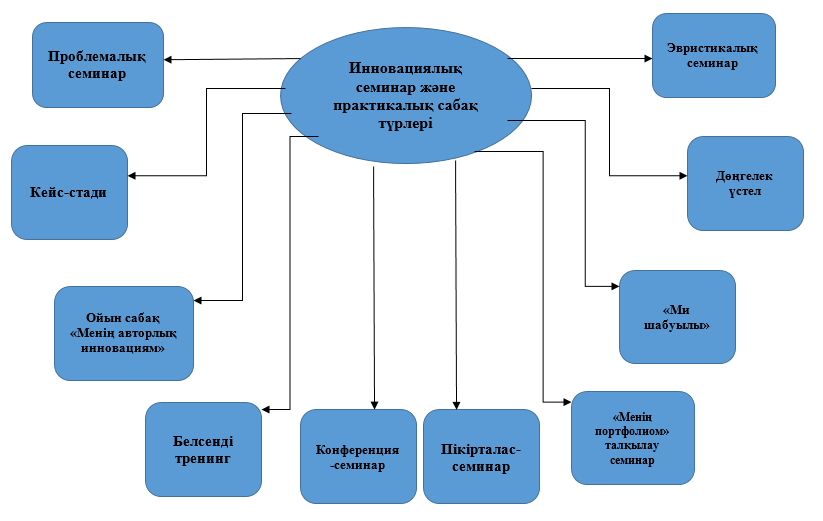 Инновациялық
семинар және
практикалық сабақ
түрлері
Проблемалық
семинар
Эвристикалық
семинар
Кейс-стади
Дөңгелек
үстел
Ойын сабақ
«Менің авторлық
инновациям»
«Ми
шабуылы»
Белсенді
тренинг
Конференция
-семинар
Пікірталас-
семинар
«Менің
портфолиом»
талқылау
семинар